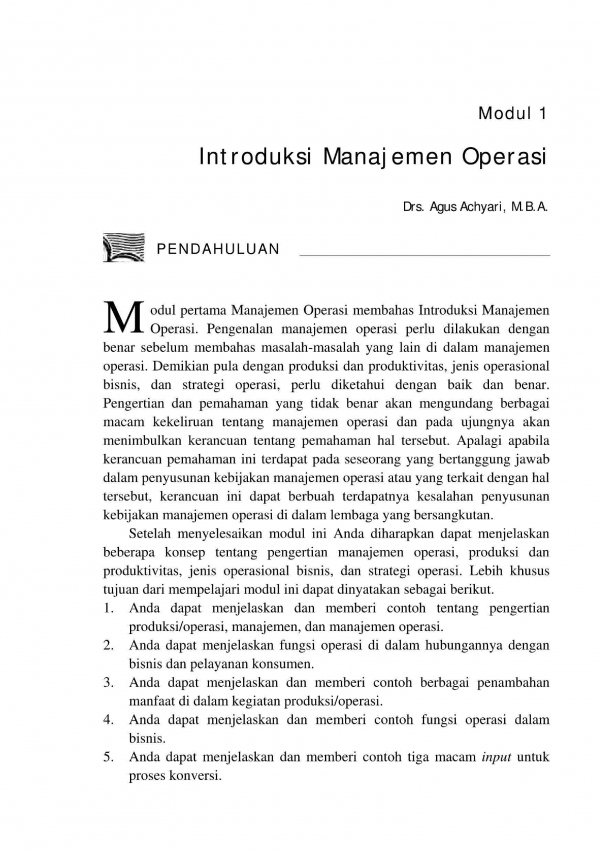 Modul 1
Introduksi Manajemen Operasi
Drs. Agus Achyari, M.B.A.
PENDAHULUAN
Modul pertama Manajemen Operasi membahas Introduksi Manajemen
Operasi. Pengenalan manajemen operasi perlu dilakukan dengan
benar sebelum membahas masalah-masalah yang lain di dalam manajemen
operasi. Demikian pula dengan produksi dan produktivitas, jenis operasional
bisnis, dan strategi operasi, perlu diketahui dengan baik dan benar.
Pengertian dan pemahaman yang tidak benar akan mengundang berbagai
macam kekeliruan tentang manajemen operasi dan pada ujungnya akan
menimbulkan kerancuan tentang pemahaman hal tersebut. Apalagi apabila
kerancuan pemahaman ini terdapat pada seseorang yang bertanggung jawab
dalam penyusunan kebijakan manajemen operasi atau yang terkait dengan hal
tersebut, kerancuan ini dapat berbuah terdapatnya kesalahan penyusunan
kebijakan manajemen operasi di dalam lembaga yang bersangkutan.
Setelah menyelesaikan modul ini Anda diharapkan dapat menjelaskan
beberapa konsep tentang pengertian manajemen operasi, produksi dan
produktivitas, jenis operasional bisnis, dan strategi operasi. Lebih khusus
tujuan dari mempelajari modul ini dapat dinyatakan sebagai berikut.
1. Anda dapat menjelaskan dan memberi contoh tentang pengertian
produksi/operasi, manajemen, dan manajemen operasi.
2. Anda dapat menjelaskan fungsi operasi di dalam hubungannya dengan
bisnis dan pelayanan konsumen.
3. Anda dapat menjelaskan dan memberi contoh berbagai penambahan
manfaat di dalam kegiatan produksi/operasi.
4. Anda dapat menjelaskan dan memberi contoh fungsi operasi dalam
bisnis.
5. Anda dapat menjelaskan dan memberi contoh tiga macam input untuk
proses konversi.